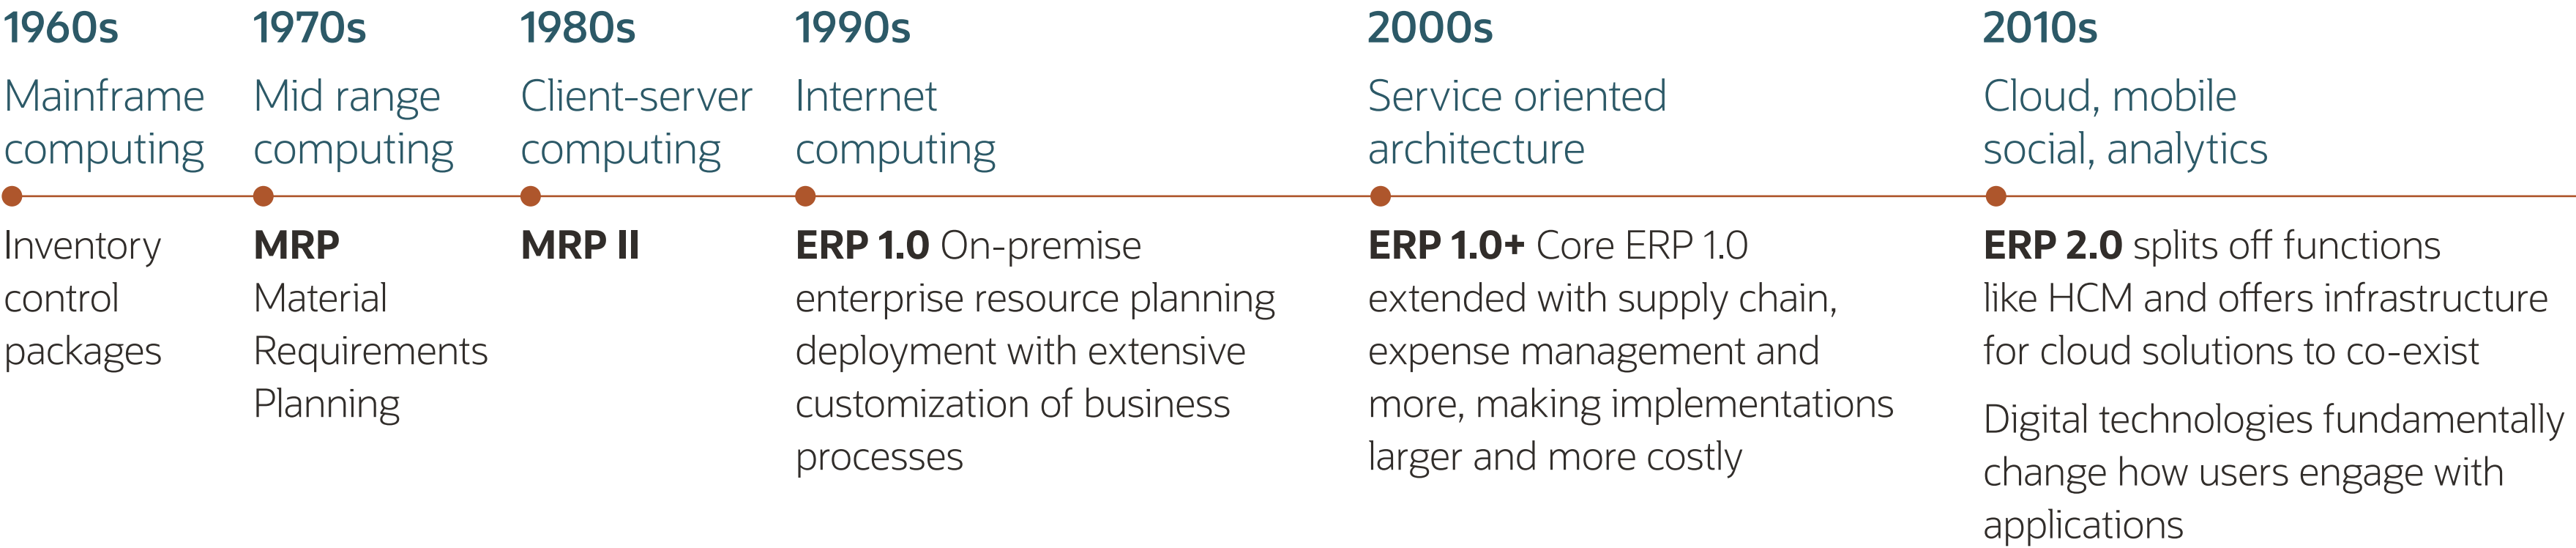 1960s
Mainframe
computing
Inventory
control
packages
1970s
Mid range
computing
MRP
Material
Requirements
Planning
1980s
Client-server
computing
MRP II
1990s
Internet
computing
ERP 1.0 On-premise
enterprise resource planning
deployment with extensive
customization of business
processes
2000s
Service oriented
architecture
ERP 1.0+ Core ERP 1.0
extended with supply chain,
expense management and
more, making implementations
larger and more costly
2010s
Cloud, mobile
social, analytics
ERP 2.0 splits off functions
like HCM and offers infrastructure
for cloud solutions to co-exist
Digital technologies fundamentally
change how users engage with
applications